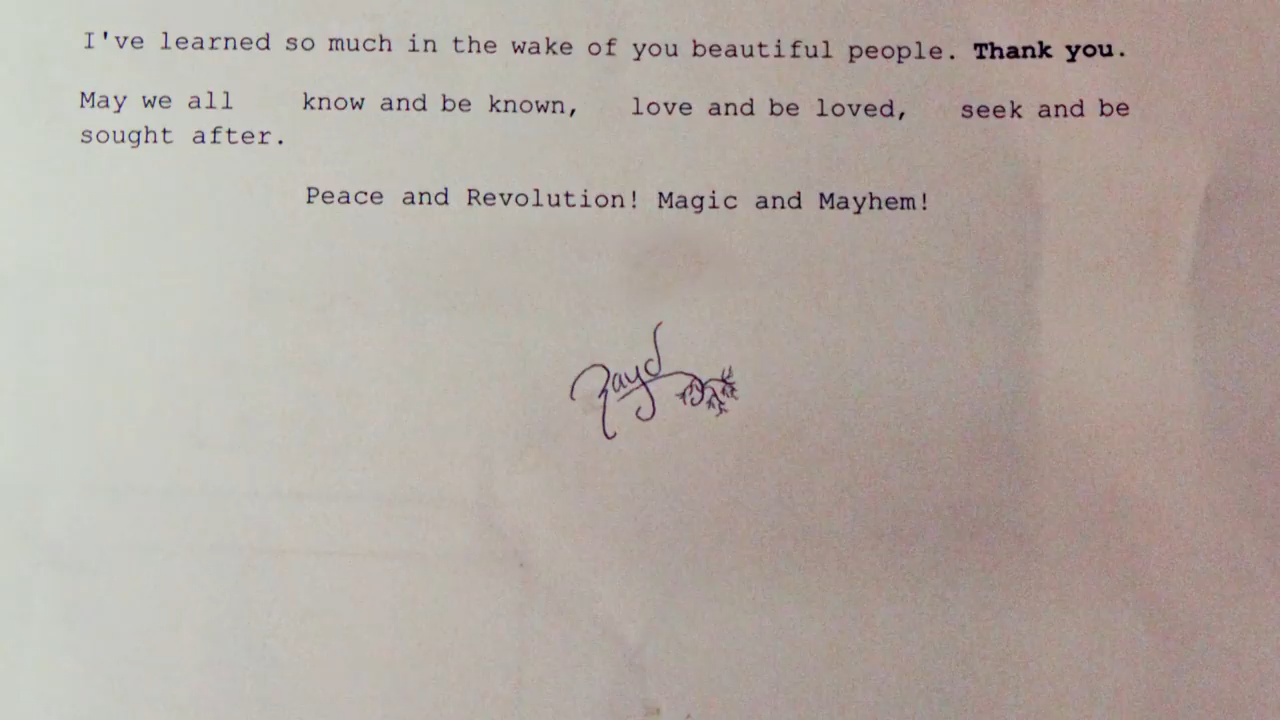 I've learned so much in the wake of you beautiful people. Thank you.
May we all    know and be known,   love and be loved,   seek and be
sought after.
Peace and Revolution! Magic and Mayhem!
Zayd